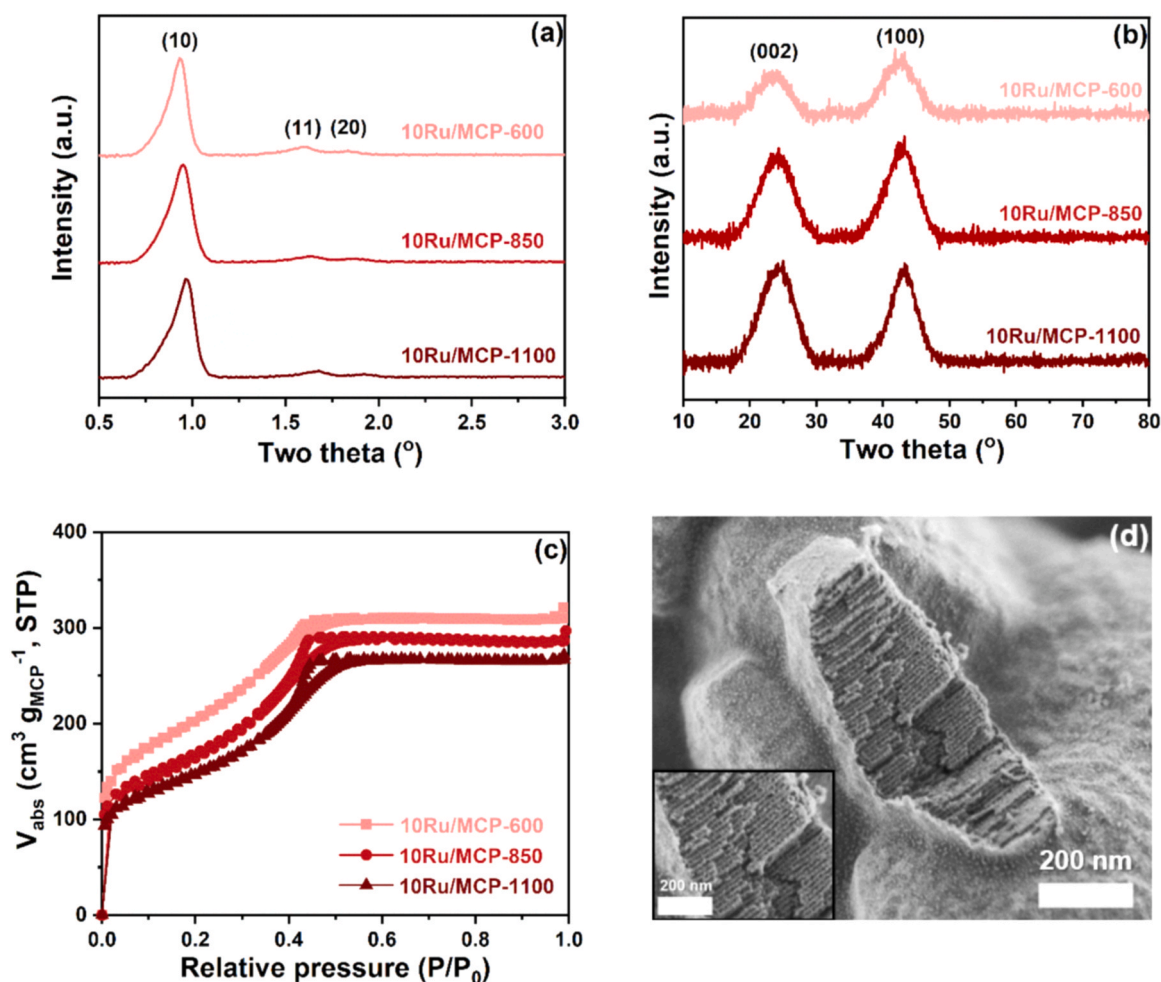 (a)
(10)
(11) (20)
10Ru/MCP-600
10Ru/MCP-850
10Ru/MCP-1100
Intensity (a.u.)
0.5 1.0 1.5 2.0 2.5 3.0
Two theta (°)
(b)
(002) (100)
10Ru/MCP-600
10Ru/MCP-850
10Ru/MCP-1100
Intensity (a.u.)
10 20 30 40 50 60 70 80
Two theta (°)
(c)
400
300
200
100
0
V_abs (cm³ g_MCP⁻¹, STP)
10Ru/MCP-600
10Ru/MCP-850
10Ru/MCP-1100
0.0 0.2 0.4 0.6 0.8 1.0
Relative pressure (P/P₀)
(d)
200 nm
200 nm